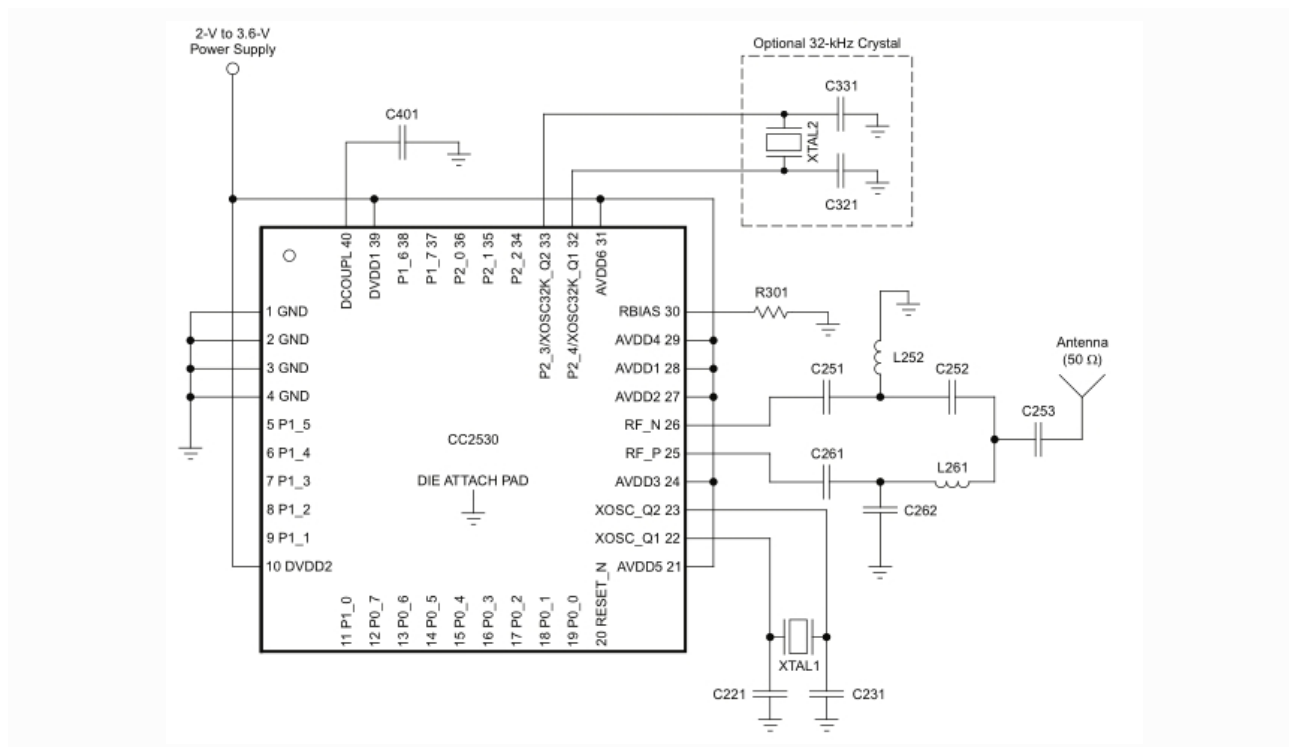 2-V to 3.6-V
Power Supply
Optional 32-kHz Crystal
C331
C401
XTAL2
C321
DCOUPL 40
DVDD1 39
P1_6 38
P1_7 37
P2_0 36
P2_1 35
P2_2 34
P2_3/XOSC32K_Q2 33
P2_4/XOSC32K_Q1 32
AVDD6 31
1 GND
2 GND
3 GND
4 GND
5 P1_5
6 P1_4
7 P1_3
8 P1_2
9 P1_1
10 DVDD2
CC2530
DIE ATTACH PAD
RBIAS 30
AVDD4 29
AVDD1 28
AVDD2 27
RF_N 26
RF_P 25
AVDD3 24
XOSC_Q2 23
XOSC_Q1 22
AVDD5 21
11 P1_0
12 P0_7
13 P0_6
14 P0_5
15 P0_4
16 P0_3
17 P0_2
18 P0_1
19 P0_0
20 RESET_N
R301
L252
C251
C252
Antenna
(50 Ω)
C253
C261
L261
C262
XTAL1
C221
C231